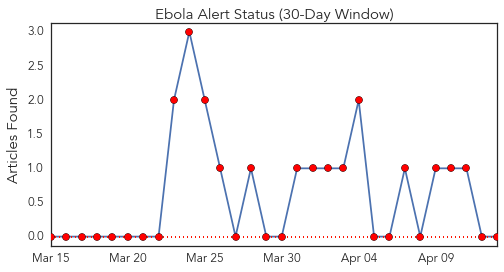 Ebola Alert Status (30-Day Window)
Articles Found
3.0
2.5
2.0
1.5
1.0
0.5
0.0
Mar 15 Mar 20 Mar 25 Mar 30 Apr 04 Apr 09